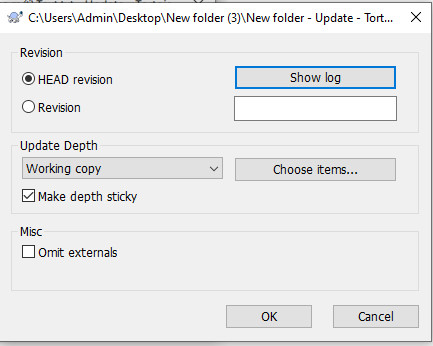 C:\Users\Admin\Desktop\New folder (3)\New folder - Update - Tort...
Revision
HEAD revision
Show log
Revision
Update Depth
Working copy
Choose items...
Make depth sticky
Misc
Omit externals
OK
Cancel